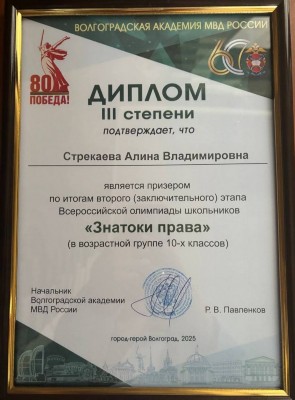 ВОЛГОГРАДСКАЯ АКАДЕМИЯ МВД РОССИИ
80
ПОБЕДА!
60
ДИПЛОМ
III степени
подтверждает, что
Стрекаева Алина Владимировна
является призером
по итогам второго (заключительного) этапа
Всероссийской олимпиады школьников
«Знатоки права»
(в возрастной группе 10-х классов)
Начальник
Волгоградской академии
МВД России
Р. В. Павленков
город-герой Волгоград, 2025